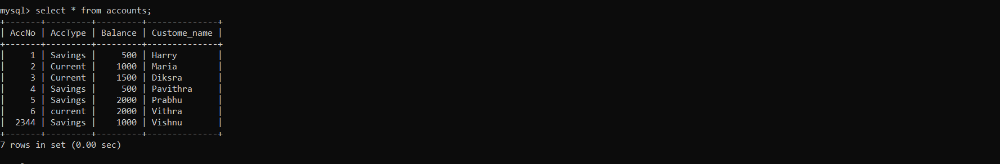 mysql> select * from accounts;
+-------+---------+---------+--------------+
| AccNo | AccType | Balance | Custome_name |
+-------+---------+---------+--------------+
|     1 | Savings |     500 | Harry        |
|     2 | Current |    1000 | Maria        |
|     3 | Current |    1500 | Diksra       |
|     4 | Savings |     500 | Pavithra     |
|     5 | Savings |    2000 | Prabhu       |
|     6 | current |    2000 | Vithra       |
|  2344 | Savings |    1000 | Vishnu       |
+-------+---------+---------+--------------+
7 rows in set (0.00 sec)